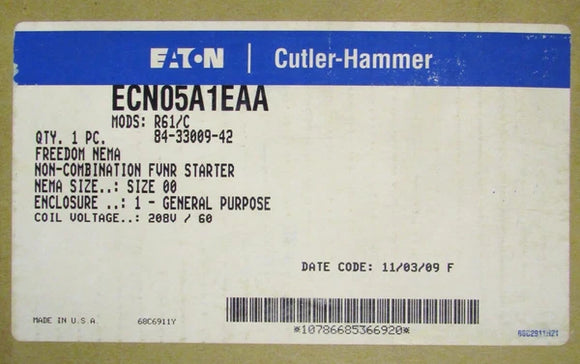 EATON | Cutler-Hammer
ECN05A1EAA
MODS: R61/C
QTY. 1 PC. 84-33009-42
FREEDOM NEMA
NON-COMBINATION FVNR STARTER
NEMA SIZE..: SIZE 00
ENCLOSURE ..: 1 - GENERAL PURPOSE
COIL VOLTAGE..: 208V / 60
DATE CODE: 11/03/09 F
MADE IN U.S.A. 68C6911Y
*10786685366920*